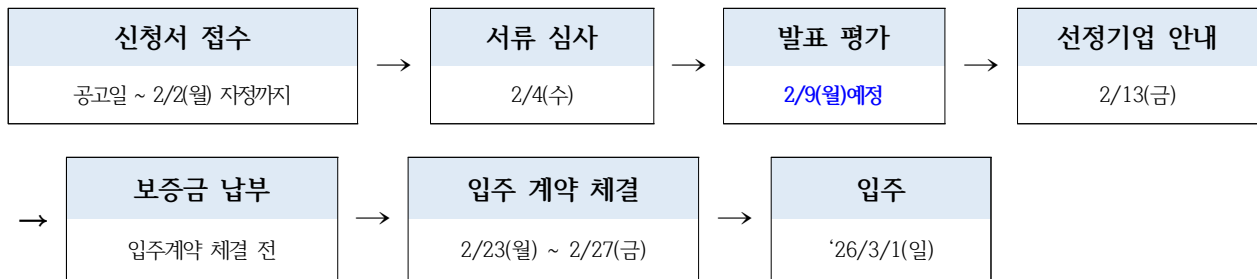 신청서 접수
공고일 ~ 2/2(월) 자정까지
→
서류 심사
2/4(수)
→
발표 평가
2/9(월)예정
→
선정기업 안내
2/13(금)
→
보증금 납부
입주계약 체결 전
→
입주 계약 체결
2/23(월) ~ 2/27(금)
→
입주
‘26/3/1(일)